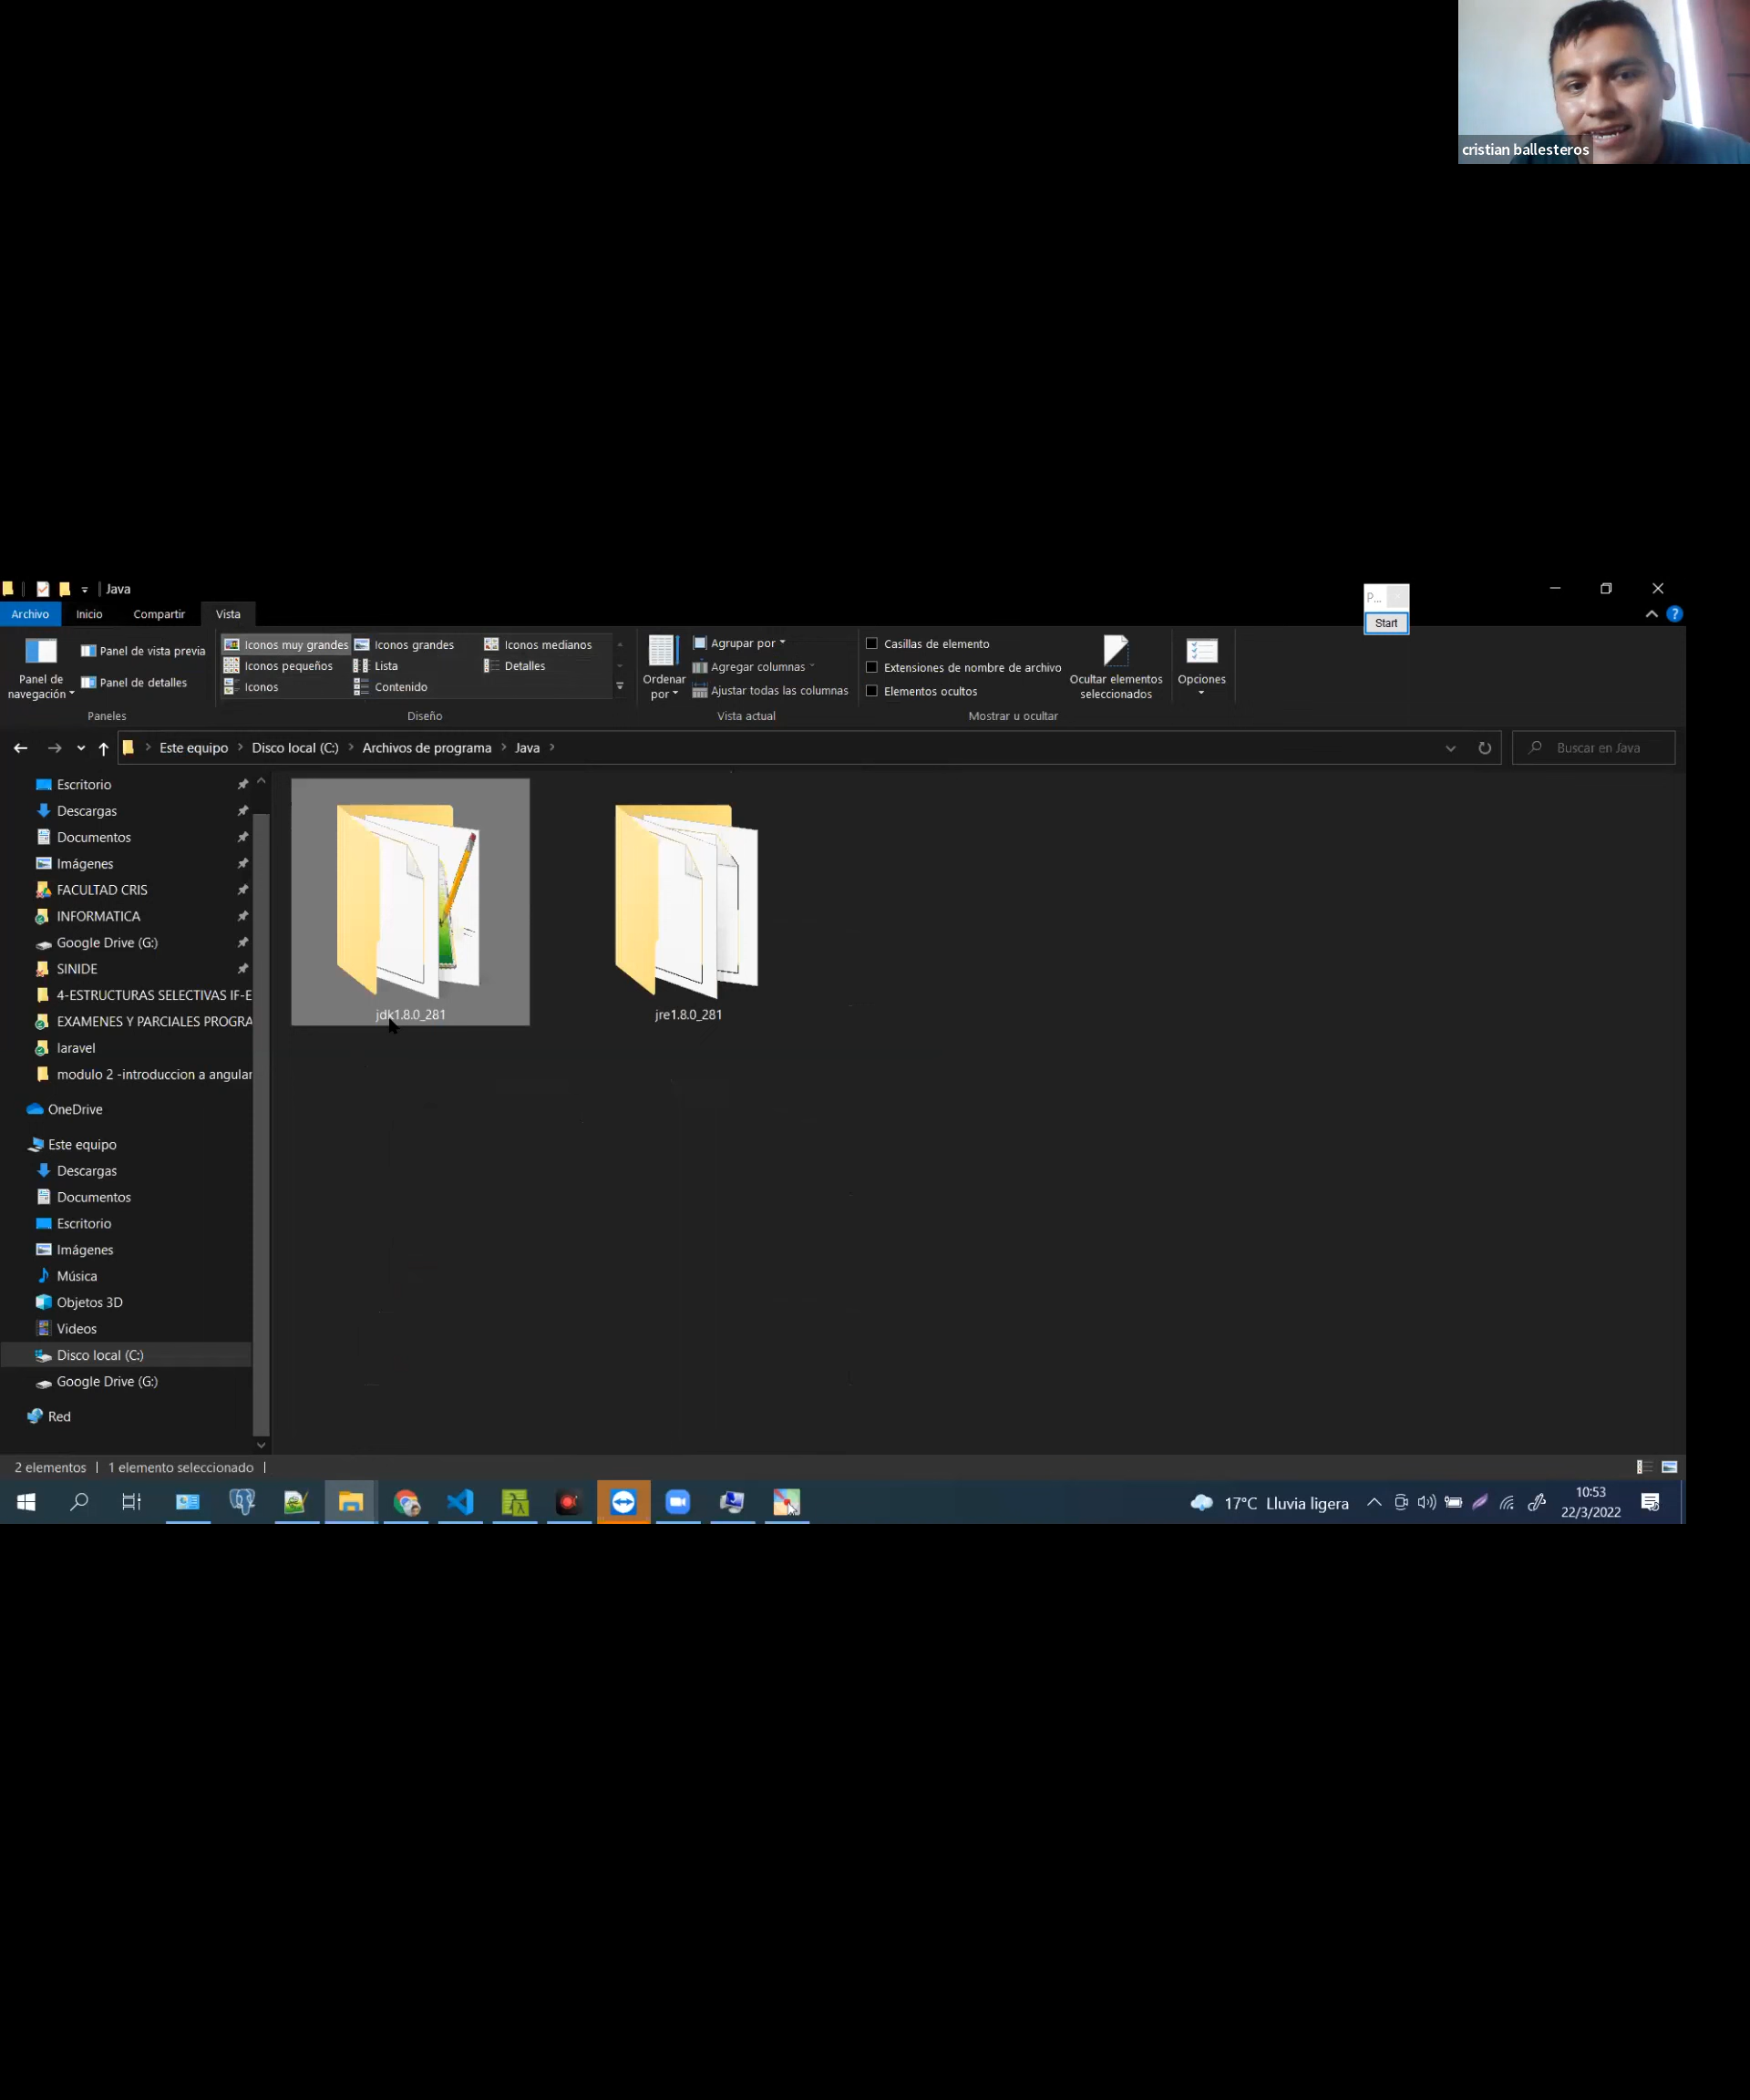 cristian ballesteros
Java
P...
Start
Archivo Inicio Compartir Vista
Panel de navegación
Panel de vista previa
Panel de detalles
Paneles
Iconos muy grandes Iconos grandes Iconos medianos
Iconos pequeños Lista Detalles
Iconos Contenido
Diseño
Ordenar por
Agrupar por
Agregar columnas
Ajustar todas las columnas
Vista actual
Casillas de elemento
Extensiones de nombre de archivo
Elementos ocultos
Ocultar elementos seleccionados
Mostrar u ocultar
Opciones
Este equipo Disco local (C:) Archivos de programa Java
Buscar en Java
Escritorio
Descargas
Documentos
Imágenes
FACULTAD CRIS
INFORMATICA
Google Drive (G:)
SINIDE
4-ESTRUCTURAS SELECTIVAS IF-E
EXAMENES Y PARCIALES PROGRA
laravel
modulo 2 -introduccion a angular
OneDrive
Este equipo
Descargas
Documentos
Escritorio
Imágenes
Música
Objetos 3D
Videos
Disco local (C:)
Google Drive (G:)
Red
jdk1.8.0_281
jre1.8.0_281
2 elementos 1 elemento seleccionado
17°C Lluvia ligera
10:53
22/3/2022